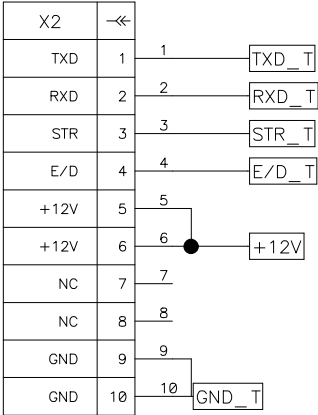 X2
TXD 1 1 TXD_T
RXD 2 2 RXD_T
STR 3 3 STR_T
E/D 4 4 E/D_T
+12V 5 5
+12V 6 6 +12V
NC 7 7
NC 8 8
GND 9 9
GND 10 10 GND_T